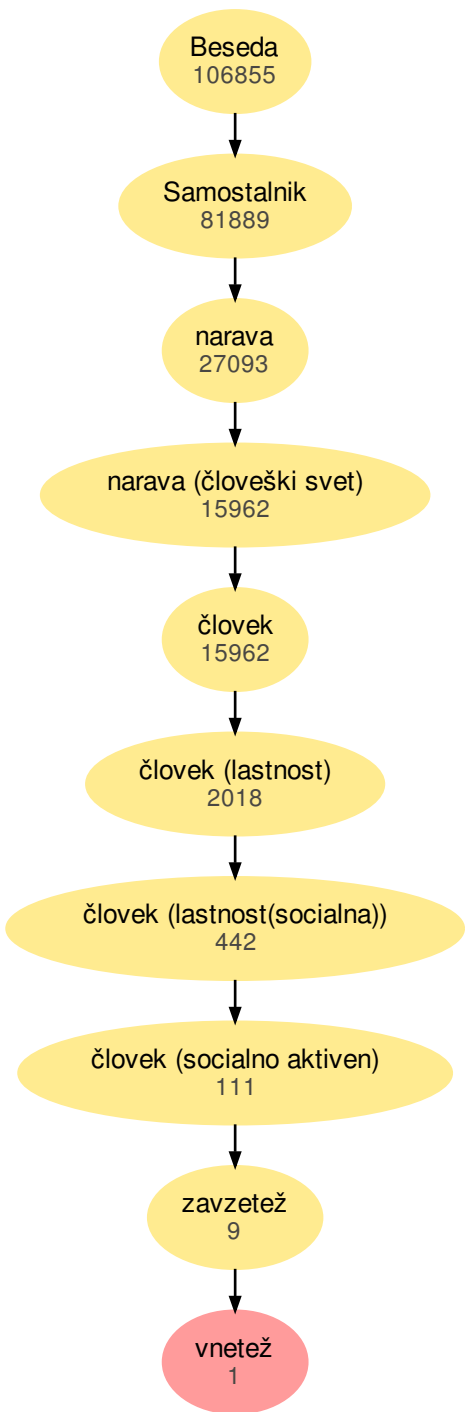 Beseda
106855
Samostalnik
81889
narava
27093
narava (človeški svet)
15962
človek
15962
človek (lastnost)
2018
človek (lastnost(socialna))
442
človek (socialno aktiven)
111
zavzetež
9
vnetež
1